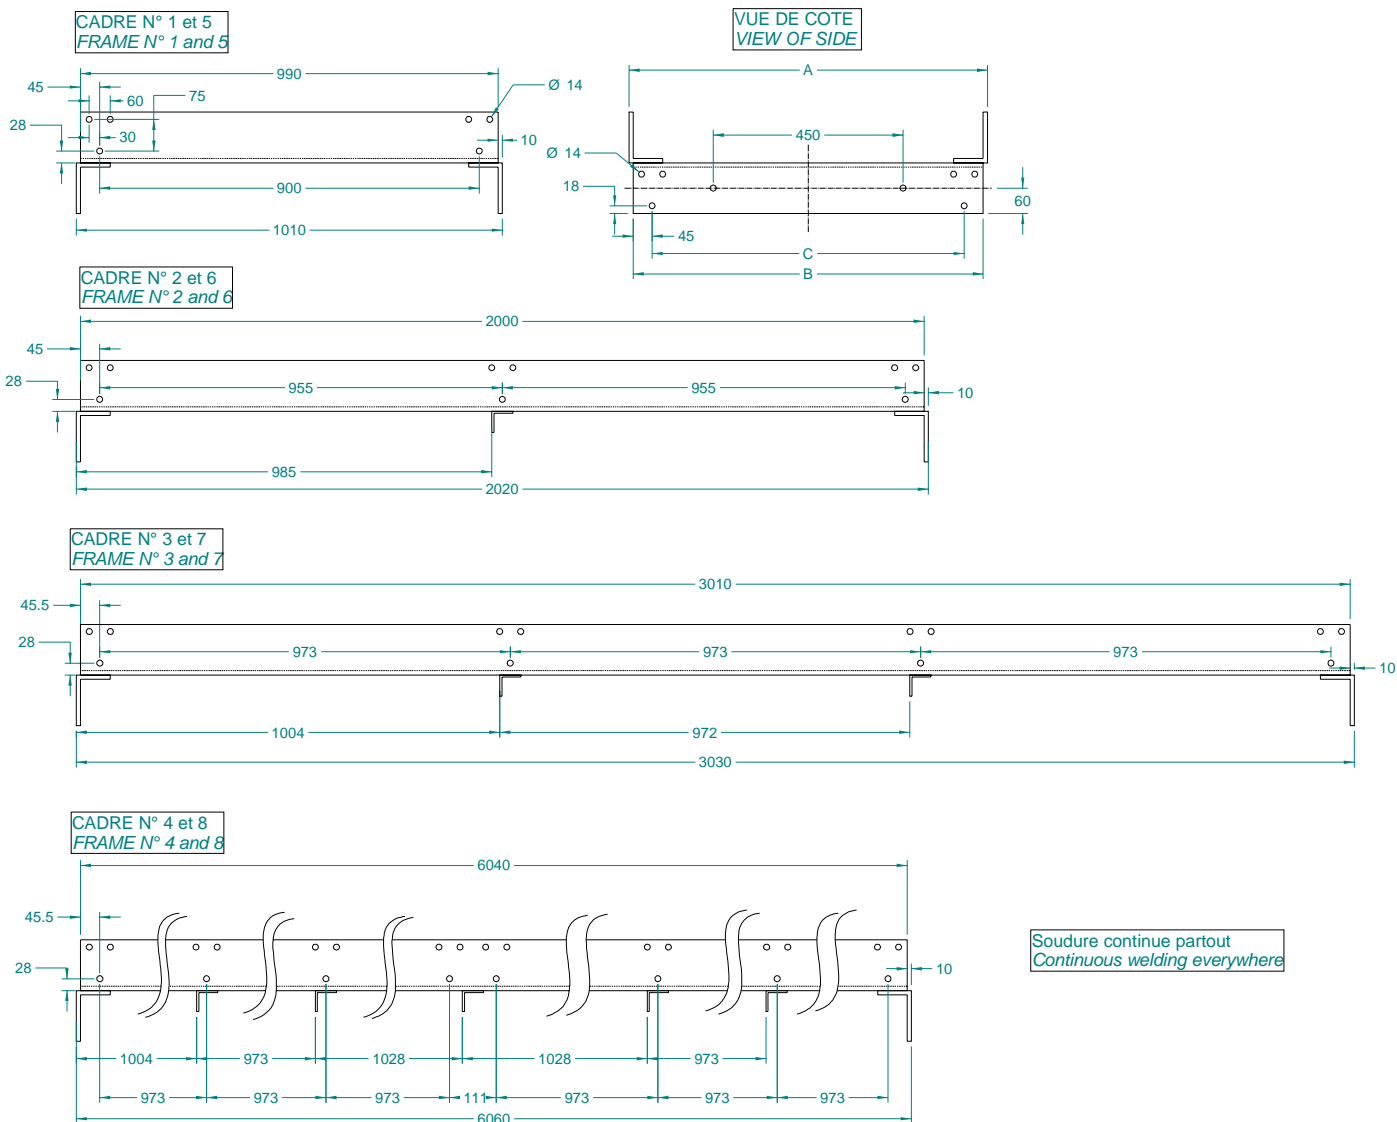 CADRE N° 1 et 5
FRAME N° 1 and 5
990
45
60
75
Ø 14
28
30
10
900
1010
VUE DE COTE
VIEW OF SIDE
A
450
Ø 14
18
60
45
C
B
CADRE N° 2 et 6
FRAME N° 2 and 6
2000
45
28
955
955
10
985
2020
CADRE N° 3 et 7
FRAME N° 3 and 7
3010
45.5
28
973
973
973
10
1004
972
3030
CADRE N° 4 et 8
FRAME N° 4 and 8
6040
45.5
28
10
1004
973
1028
1028
973
973
973
973
111
973
973
973
6060
Soudure continue partout
Continuous welding everywhere